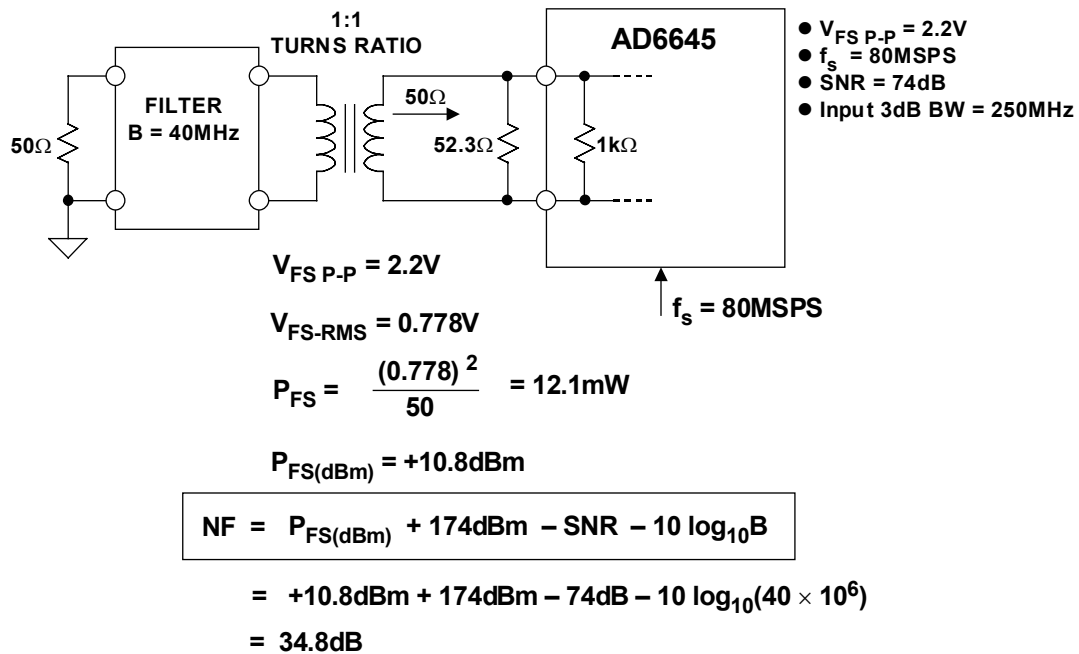 1:1
TURNS RATIO
AD6645
● V_FS P-P = 2.2V
● f_s = 80MSPS
● SNR = 74dB
● Input 3dB BW = 250MHz
FILTER
B = 40MHz
50Ω
50Ω
52.3Ω
1kΩ
f_s = 80MSPS
V_FS P-P = 2.2V
V_FS-RMS = 0.778V
P_FS = (0.778)² / 50 = 12.1mW
P_FS(dBm) = +10.8dBm
NF = P_FS(dBm) + 174dBm – SNR – 10 log₁₀B
= +10.8dBm + 174dBm – 74dB – 10 log₁₀(40 × 10⁶)
= 34.8dB